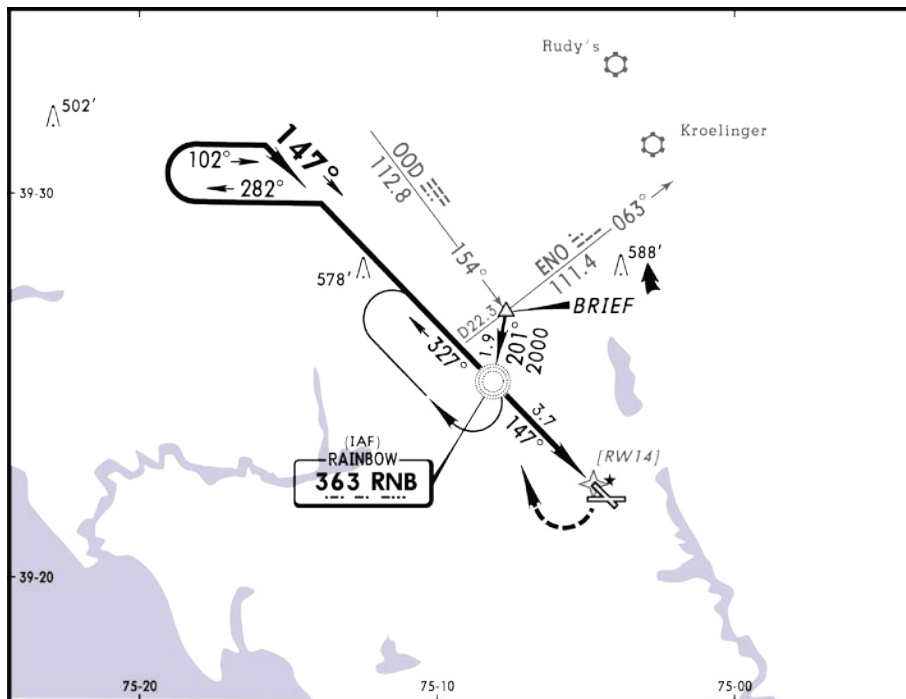 Rudy's
502'
Kroelinger
147°
102°
282°
OOD
112.8
154°
ENO
111.4
063°
588'
39-30
578'
D22.3
BRIEF
1.9
201°
2000
327°
3.7
147°
(IAF)
RAINBOW
363 RNB
[RW14]
39-20
75-20
75-10
75-00